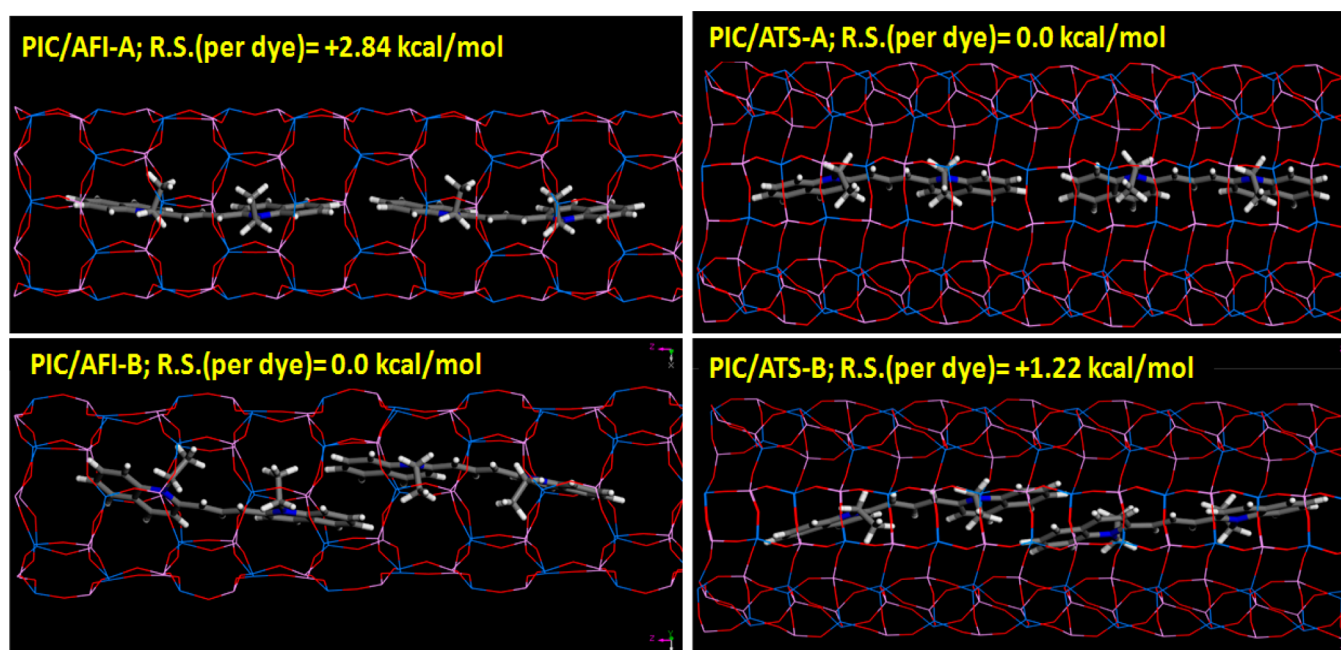 PIC/AFI-A; R.S.(per dye)= +2.84 kcal/mol
PIC/ATS-A; R.S.(per dye)= 0.0 kcal/mol
PIC/AFI-B; R.S.(per dye)= 0.0 kcal/mol
Z
X
Z
Y
PIC/ATS-B; R.S.(per dye)= +1.22 kcal/mol